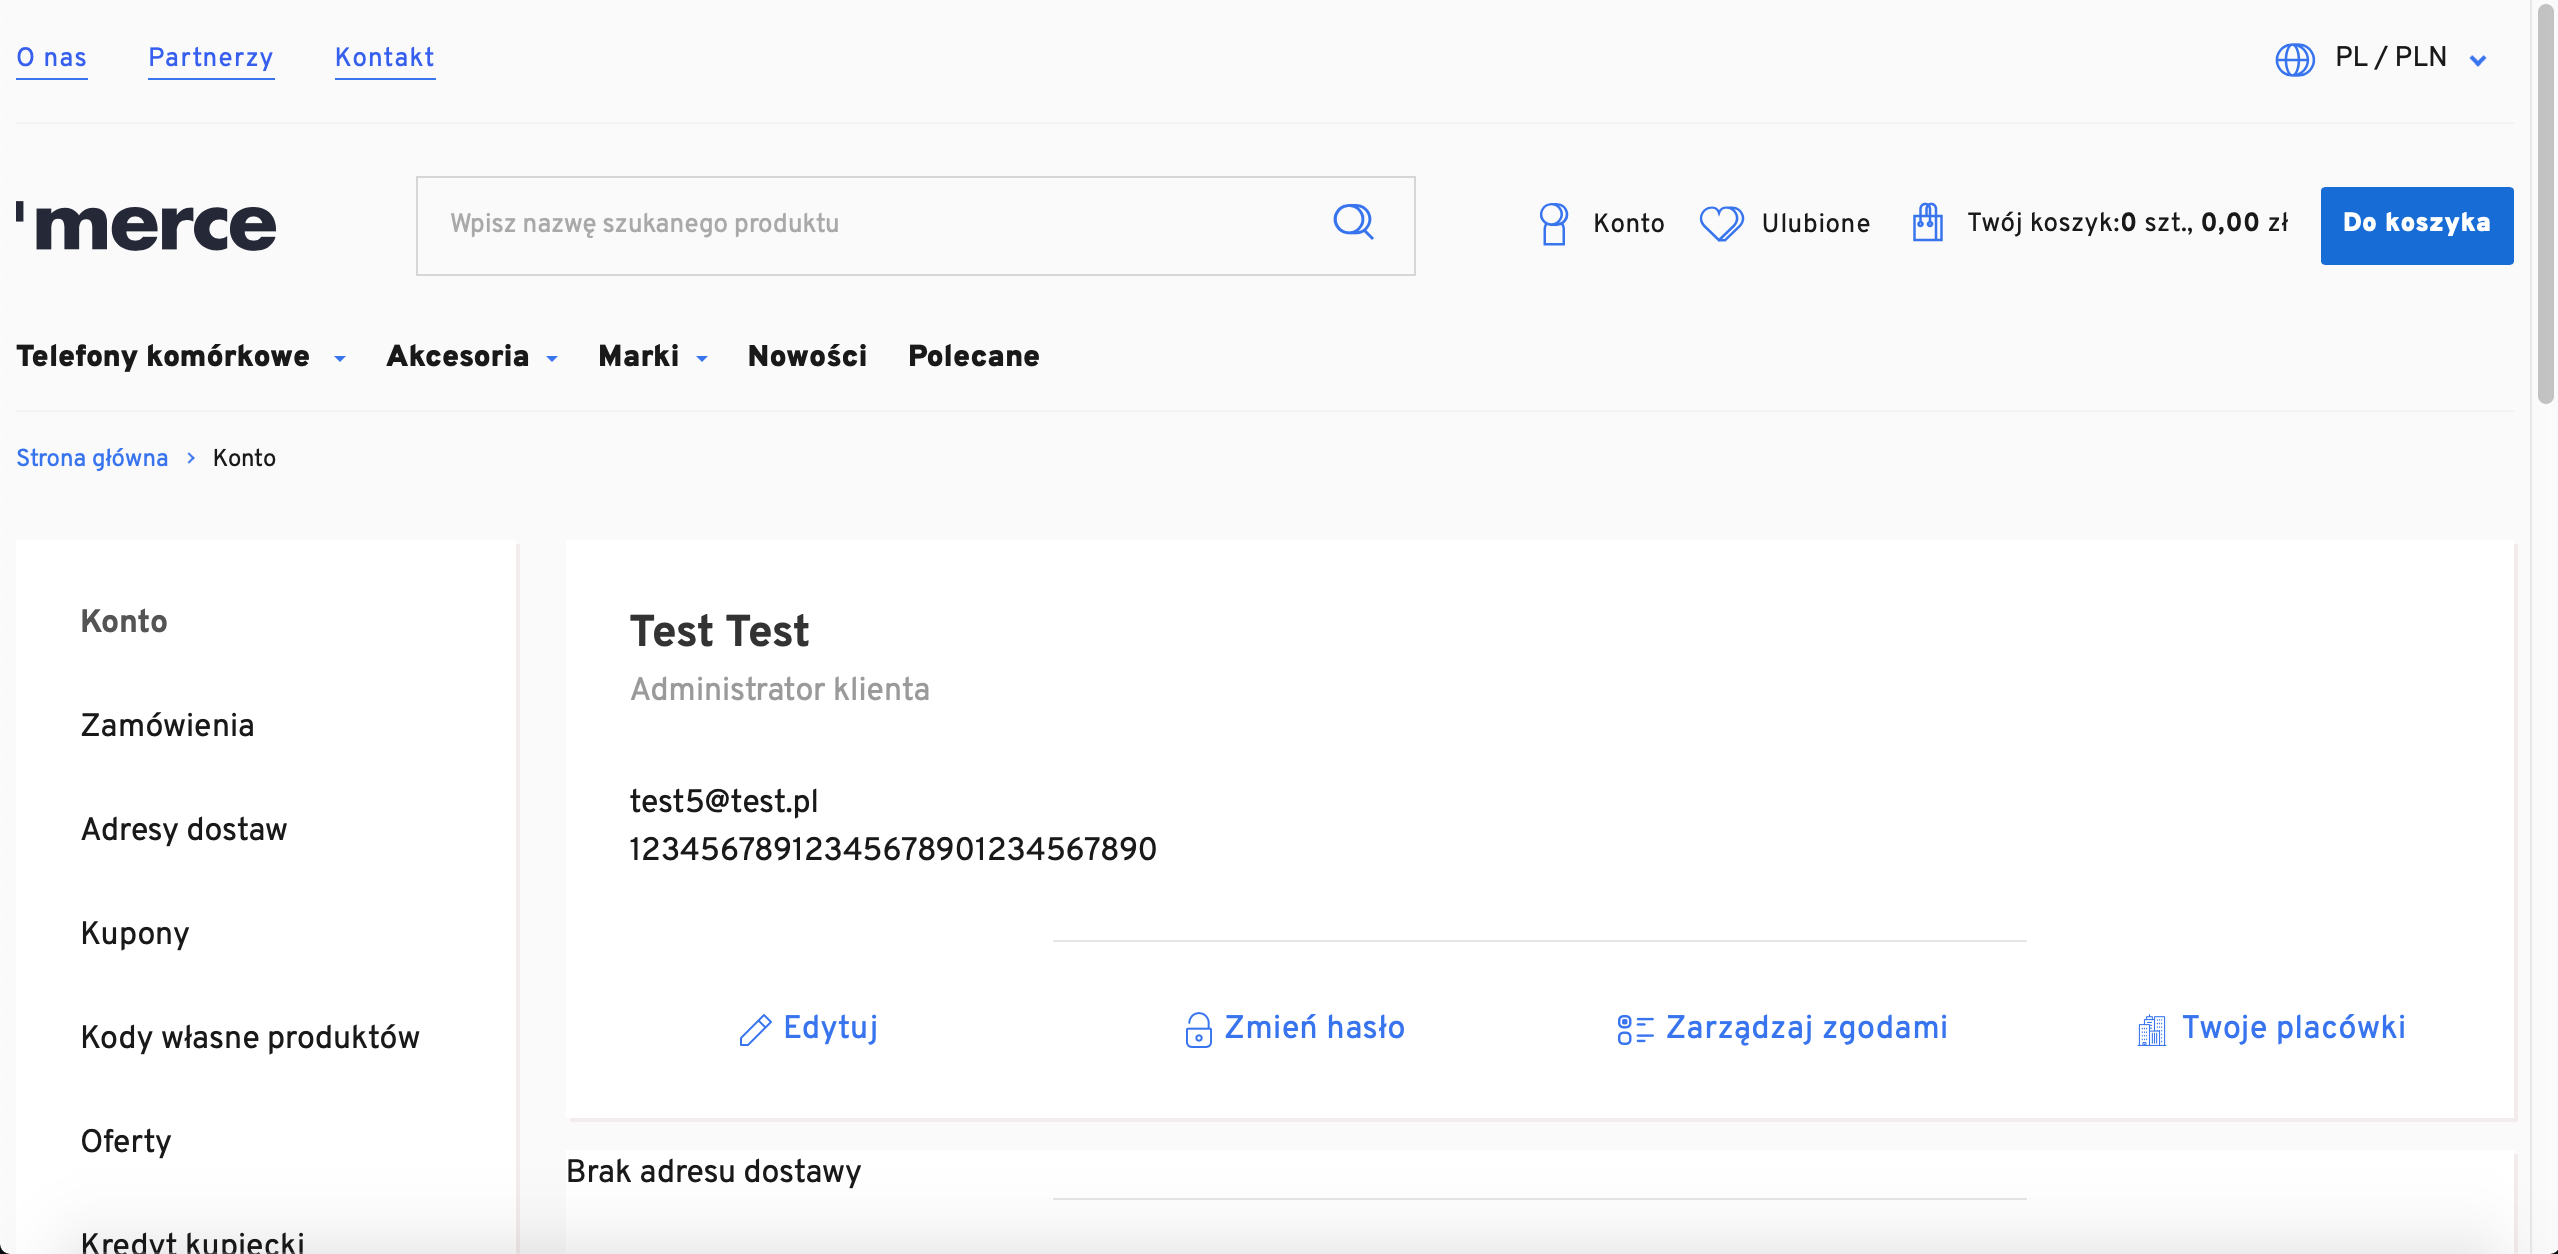 O nas
Partnerzy
Kontakt
PL / PLN
'merce
Wpisz nazwę szukanego produktu
Konto
Ulubione
Twój koszyk:0 szt., 0,00 zł
Do koszyka
Telefony komórkowe
Akcesoria
Marki
Nowości
Polecane
Strona główna > Konto
Konto
Zamówienia
Adresy dostaw
Kupony
Kody własne produktów
Oferty
Kredyt kupiecki
Test Test
Administrator klienta
test5@test.pl
12345678912345678901234567890
Edytuj
Zmień hasło
Zarządzaj zgodami
Twoje placówki
Brak adresu dostawy